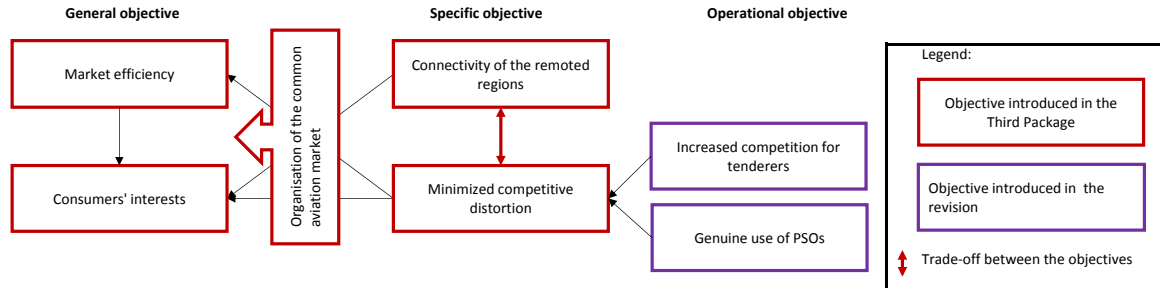 General objective
Specific objective
Operational objective
Market efficiency
Consumers' interests
Organisation of the common
aviation market
Connectivity of the remoted
regions
Minimized competitive
distortion
Increased competition for
tenderers
Genuine use of PSOs
Legend:
Objective introduced in the
Third Package
Objective introduced in the
revision
Trade-off between the objectives